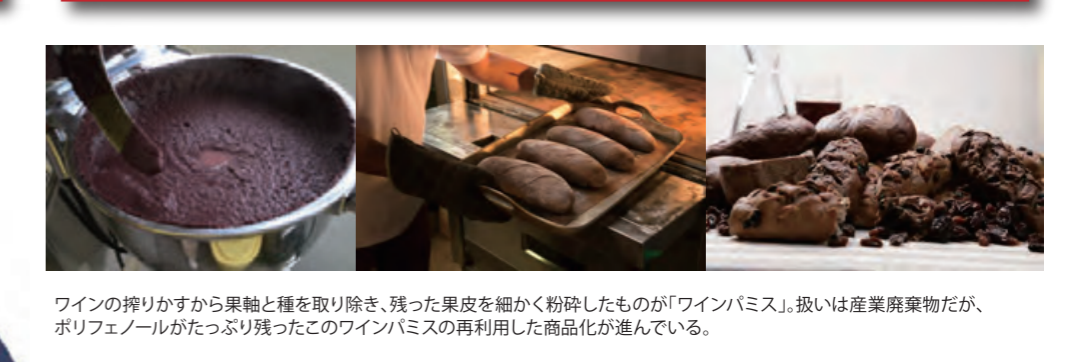 ワインの搾りかすから果軸と種を取り除き、残った果皮を細かく粉砕したものが「ワインパミス」。扱いは産業廃棄物だが、
ポリフェノールがたっぷり残ったこのワインパミスの再利用した商品化が進んでいる。